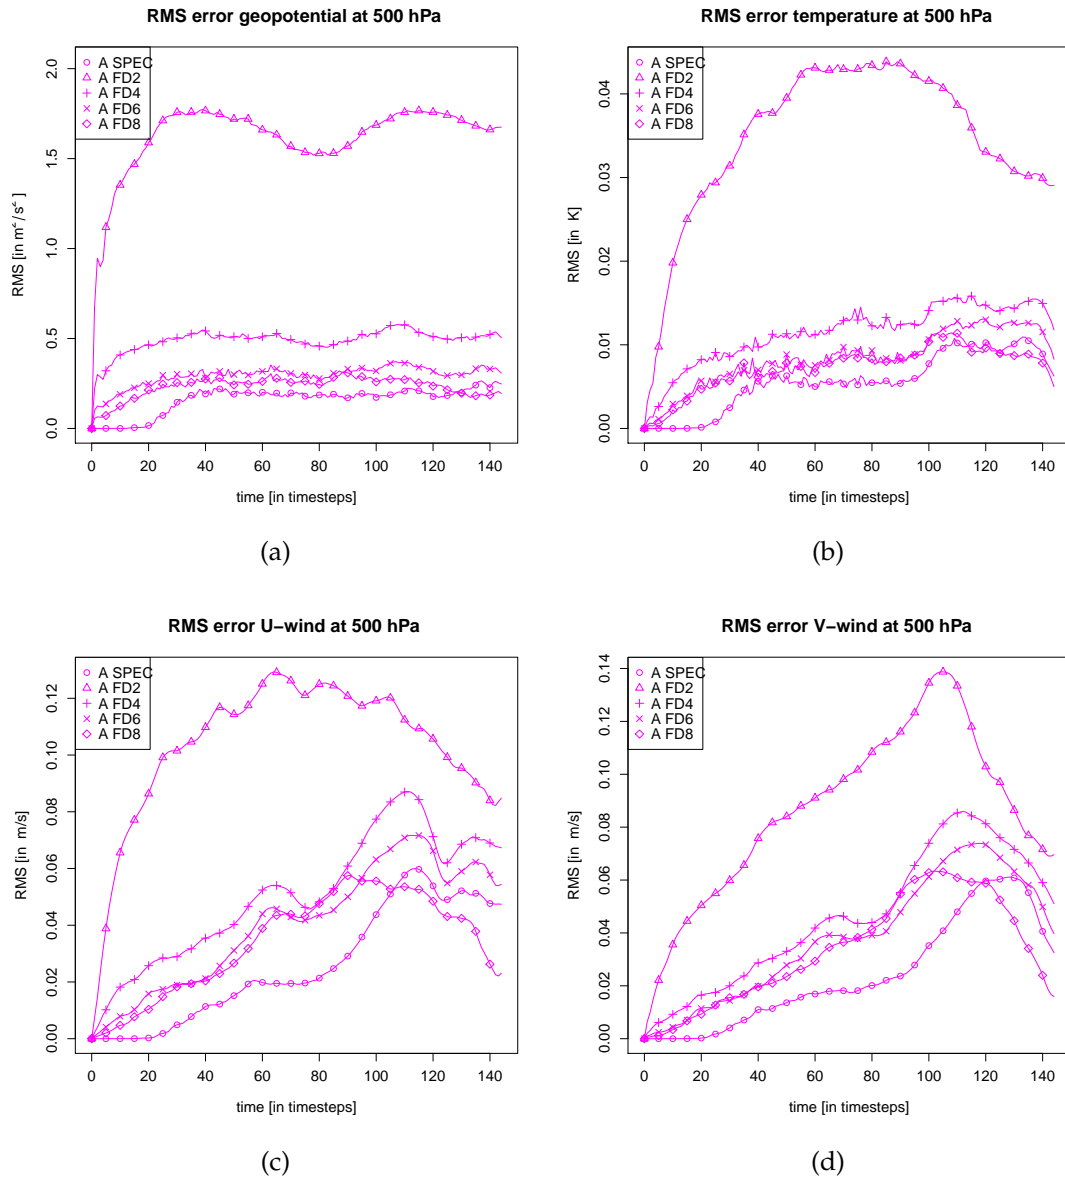 RMS error geopotential at 500 hPa
A SPEC
A FD2
A FD4
A FD6
A FD8
RMS [in m²/s²]
0.0
0.5
1.0
1.5
2.0
0 20 40 60 80 100 120 140
time [in timesteps]
(a)
RMS error temperature at 500 hPa
A SPEC
A FD2
A FD4
A FD6
A FD8
RMS [in K]
0.00
0.01
0.02
0.03
0.04
0 20 40 60 80 100 120 140
time [in timesteps]
(b)
RMS error U−wind at 500 hPa
A SPEC
A FD2
A FD4
A FD6
A FD8
RMS [in m/s]
0.00
0.02
0.04
0.06
0.08
0.10
0.12
0 20 40 60 80 100 120 140
time [in timesteps]
(c)
RMS error V−wind at 500 hPa
A SPEC
A FD2
A FD4
A FD6
A FD8
RMS [in m/s]
0.00
0.02
0.04
0.06
0.08
0.10
0.12
0.14
0 20 40 60 80 100 120 140
time [in timesteps]
(d)